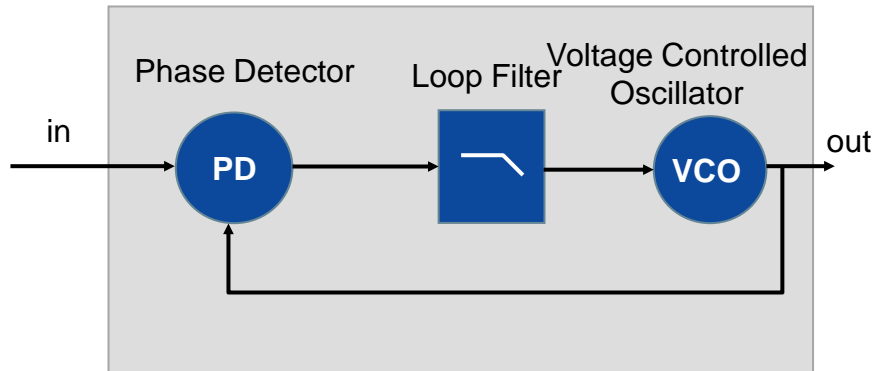 Phase Detector
Loop Filter
Voltage Controlled
Oscillator
in
PD
VCO
out